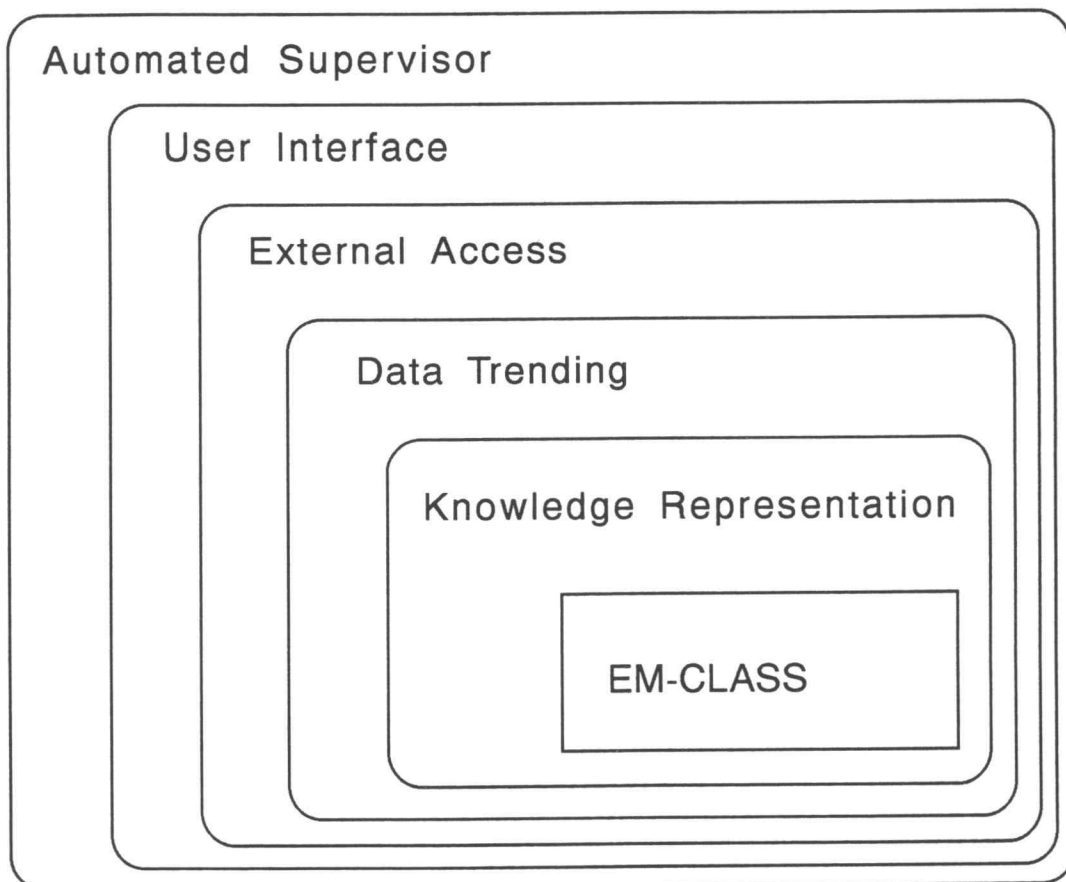 Automated Supervisor
User Interface
External Access
Data Trending
Knowledge Representation
EM-CLASS